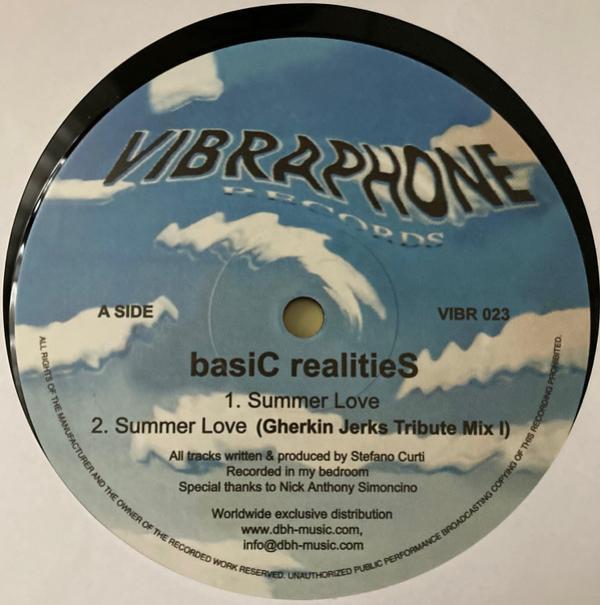 VIBRAPHONE
RECORDS
A SIDE
VIBR 023
basiC realitieS
1. Summer Love
2. Summer Love (Gherkin Jerks Tribute Mix I)
All tracks written & produced by Stefano Curti
Recorded in my bedroom
Special thanks to Nick Anthony Simoncino
Worldwide exclusive distribution
www.dbh-music.com,
info@dbh-music.com
ALL RIGHTS OF THE MANUFACTURER AND THE OWNER OF THE RECORDED WORK RESERVED. UNAUTHORIZED PUBLIC PERFORMANCE BROADCASTING COPYING OF THIS RECORDING PROHIBITED.